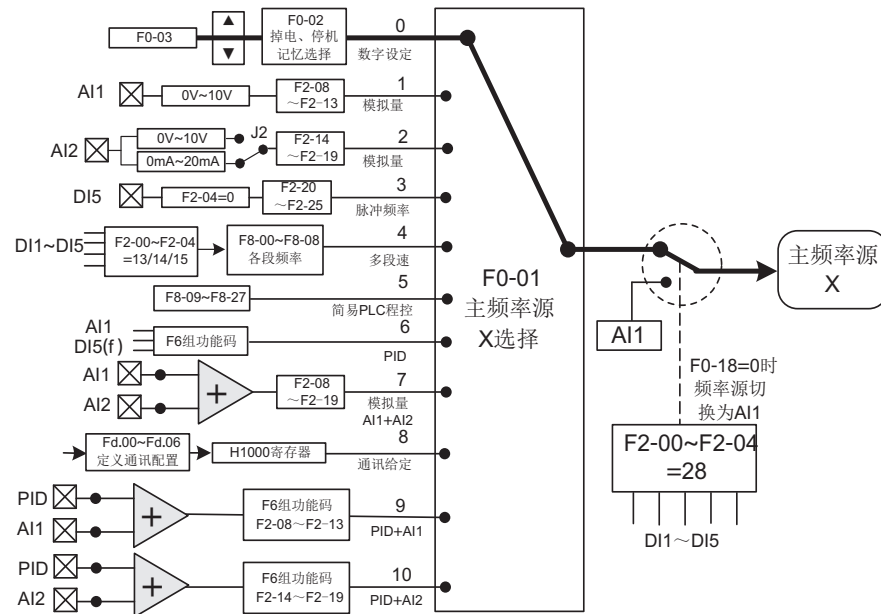 F0-03
▲
▼
F0-02
掉电、停机
记忆选择
0
数字设定
AI1
0V~10V
F2-08
～F2-13
1
模拟量
AI2
0V~10V
0mA~20mA
J2
F2-14
～F2-19
2
模拟量
DI5
F2-04=0
F2-20
～F2-25
3
脉冲频率
DI1~DI5
F2-00~F2-04
=13/14/15
F8-00~F8-08
各段频率
4
多段速
F8-09~F8-27
5
简易PLC程控
AI1
DI5(f)
F6组功能码
6
PID
AI1
AI2
+
F2-08
～F2-19
7
模拟量
AI1+AI2
Fd.00~Fd.06
定义通讯配置
H1000寄存器
8
通讯给定
PID
AI1
+
F6组功能码
F2-08～F2-13
9
PID+AI1
PID
AI2
+
F6组功能码
F2-14～F2-19
10
PID+AI2
F0-01
主频率源
X选择
AI1
主频率源
X
F0-18=0时
频率源切
换为AI1
F2-00~F2-04
=28
DI1～DI5